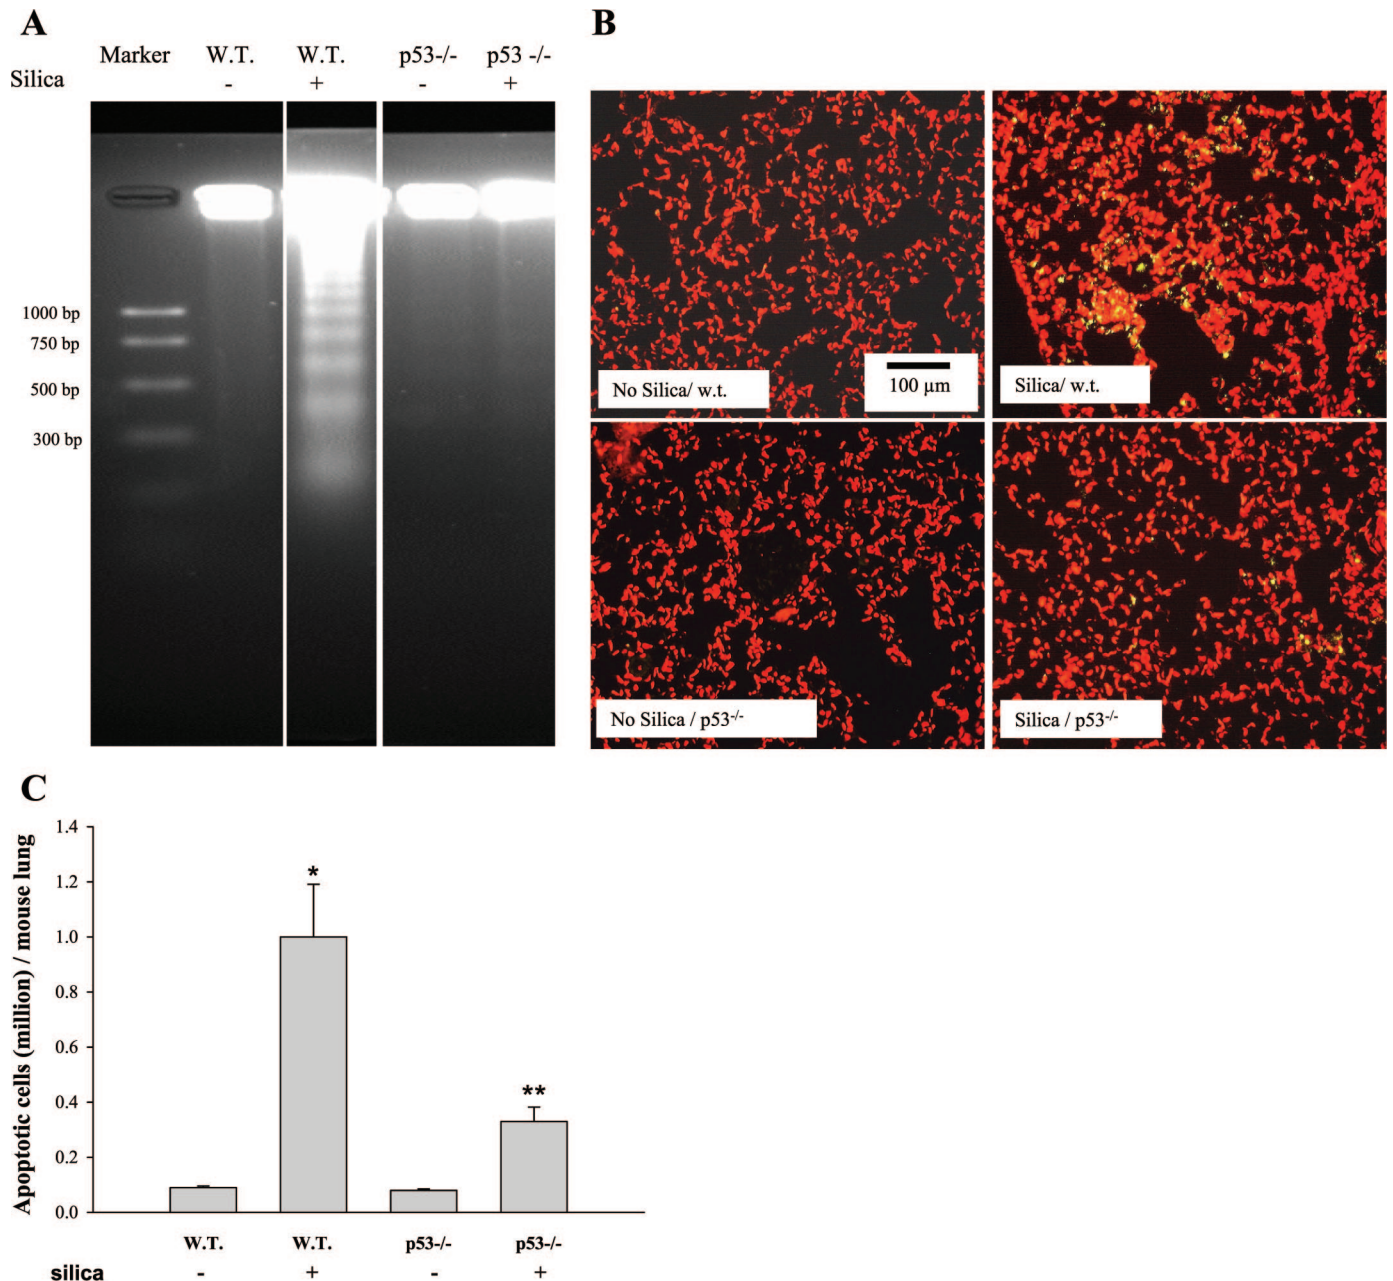 A
Marker W.T. W.T. p53-/- p53 -/-
Silica - + - +
1000 bp
750 bp
500 bp
300 bp
B
No Silica/ w.t.
100 µm
Silica/ w.t.
No Silica / p53-/-
Silica / p53-/-
C
Apoptotic cells (million) / mouse lung
1.4
1.2
1.0
0.8
0.6
0.4
0.2
0.0
*
**
W.T. W.T. p53-/- p53-/-
silica - + - +